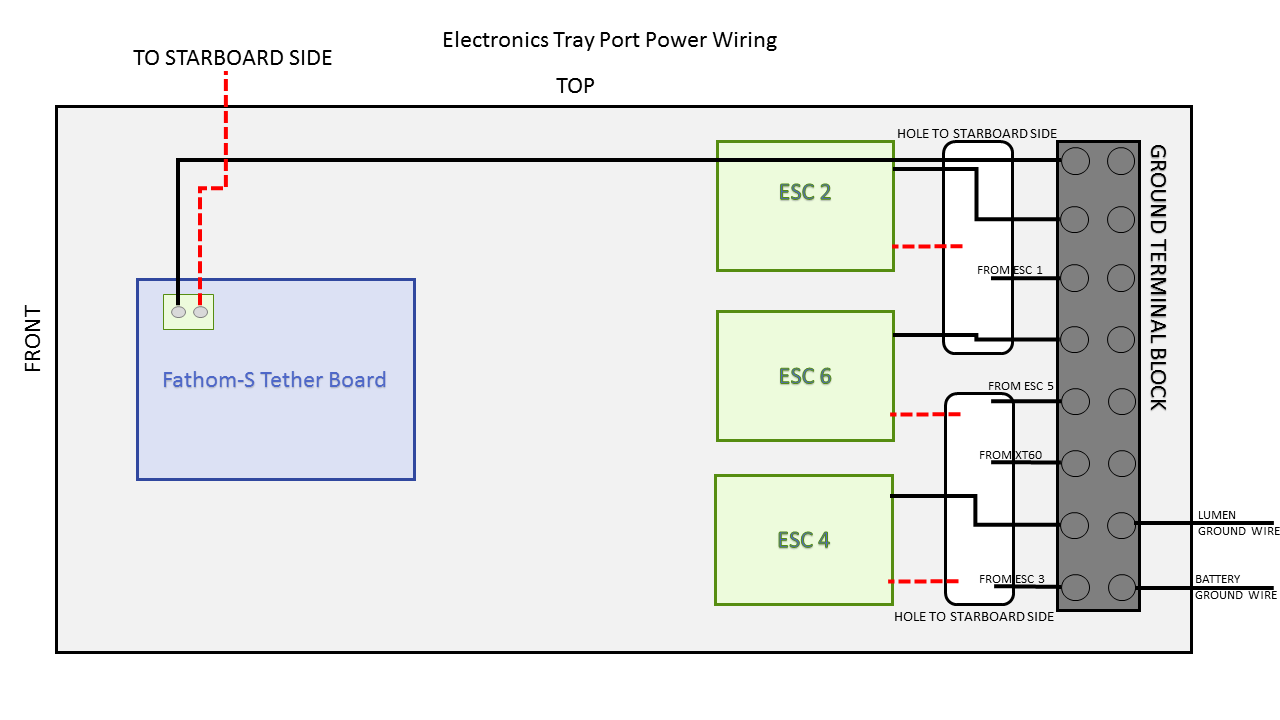 Electronics Tray Port Power Wiring
TO STARBOARD SIDE
TOP
HOLE TO STARBOARD SIDE
GROUND TERMINAL BLOCK
ESC 2
FROM ESC 1
FRONT
Fathom-S Tether Board
ESC 6
FROM ESC 5
FROM XT60
LUMEN
GROUND WIRE
ESC 4
FROM ESC 3
BATTERY
GROUND WIRE
HOLE TO STARBOARD SIDE